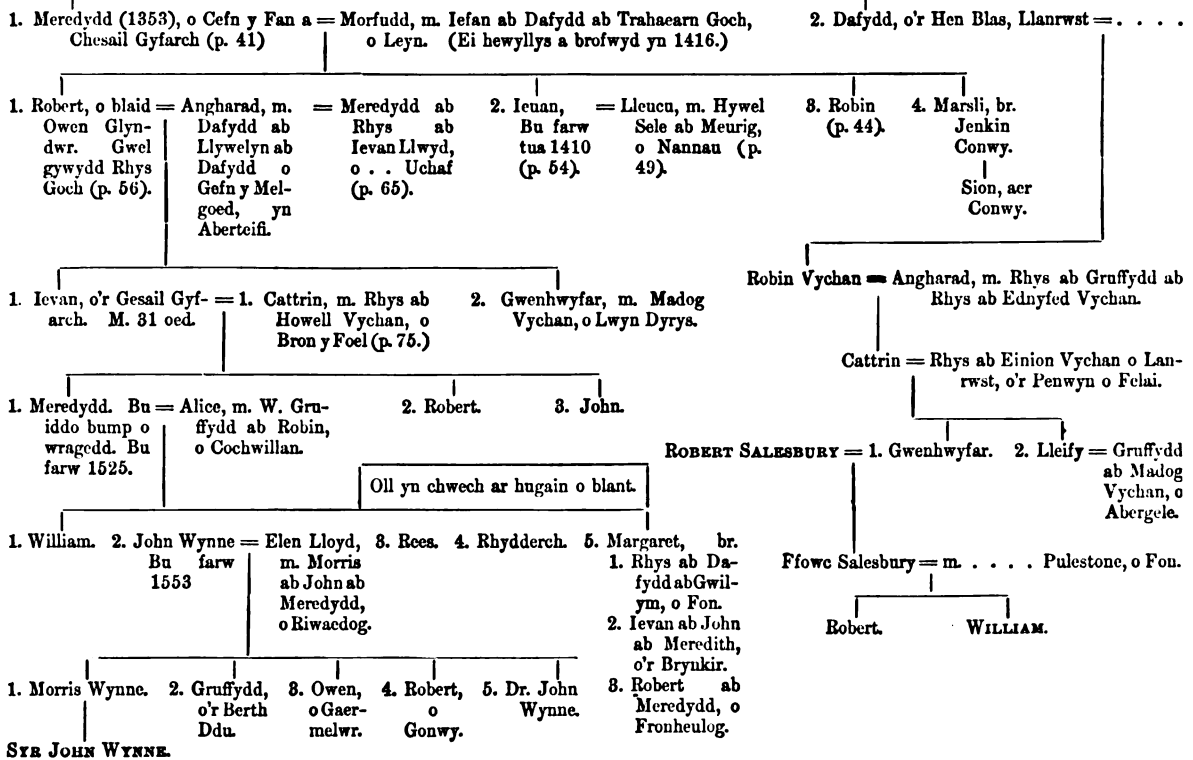 1. Meredydd (1353), o Cefn y Fan a = Morfudd, m. Iefan ab Dafydd ab Trahaearn Goch,
Chesail Gyfarch (p. 41)
o Leyn. (Ei hewyllys a brofwyd yn 1416.)
2. Dafydd, o'r Hen Blas, Llanrwst = . . . .
1. Robert, o blaid =
Owen Glyn-
dwr. Gwel
gywydd Rhys
Goch (p. 56).
Angharad, m.
Dafydd ab
Llywelyn ab
Dafydd o
Gefn y Mel-
goed, yn
Aberteifi.
= Meredydd ab
Rhys ab
Ievan Llwyd,
o . . Uchaf
(p. 65).
2. Ieuan,
Bu farw
tua 1410
(p. 54).
= Lleucu, m. Hywel
Sele ab Meurig,
o Nannau (p.
49).
3. Robin
(p. 44).
4. Marsli, br.
Jenkin
Conwy.
Sion, aer
Conwy.
Robin Vychan = Angharad, m. Rhys ab Gruffydd ab
Rhys ab Ednyfed Vychan.
1. Ievan, o'r Gesail Gyf-
arch. M. 31 oed.
= 1. Cattrin, m. Rhys ab
Howell Vychan, o
Bron y Foel (p. 75.)
2. Gwenhwyfar, m. Madog
Vychan, o Lwyn Dyrys.
Cattrin = Rhys ab Einion Vychan o Lan-
rwst, o'r Penwyn o Felai.
1. Meredydd. Bu
iddo bump o
wragedd. Bu
farw 1525.
= Alice, m. W. Gru-
ffydd ab Robin,
o Cochwillan.
2. Robert.
3. John.
Robert Salesbury = 1. Gwenhwyfar.
2. Lleify = Gruffydd
ab Madog
Vychan, o
Abergele.
Oll yn chwech ar hugain o blant.
1. William.
2. John Wynne =
Bu farw
1553
Elen Lloyd,
m. Morris
ab John ab
Meredydd,
o Riwaedog.
3. Rees.
4. Rhydderch.
5. Margaret, br.
1. Rhys ab Da-
fydd ab Gwil-
ym, o Fon.
2. Ievan ab John
ab Meredith,
o'r Brynkir.
3. Robert ab
Meredydd, o
Fronheulog.
Ffowc Salesbury = m. . . . . Pulestone, o Fon.
Robert.
William.
1. Morris Wynne.
2. Gruffydd,
o'r Berth
Ddu.
3. Owen,
o Gaer-
melwr.
4. Robert,
o
Gonwy.
5. Dr. John
Wynne.
Syr John Wynne.